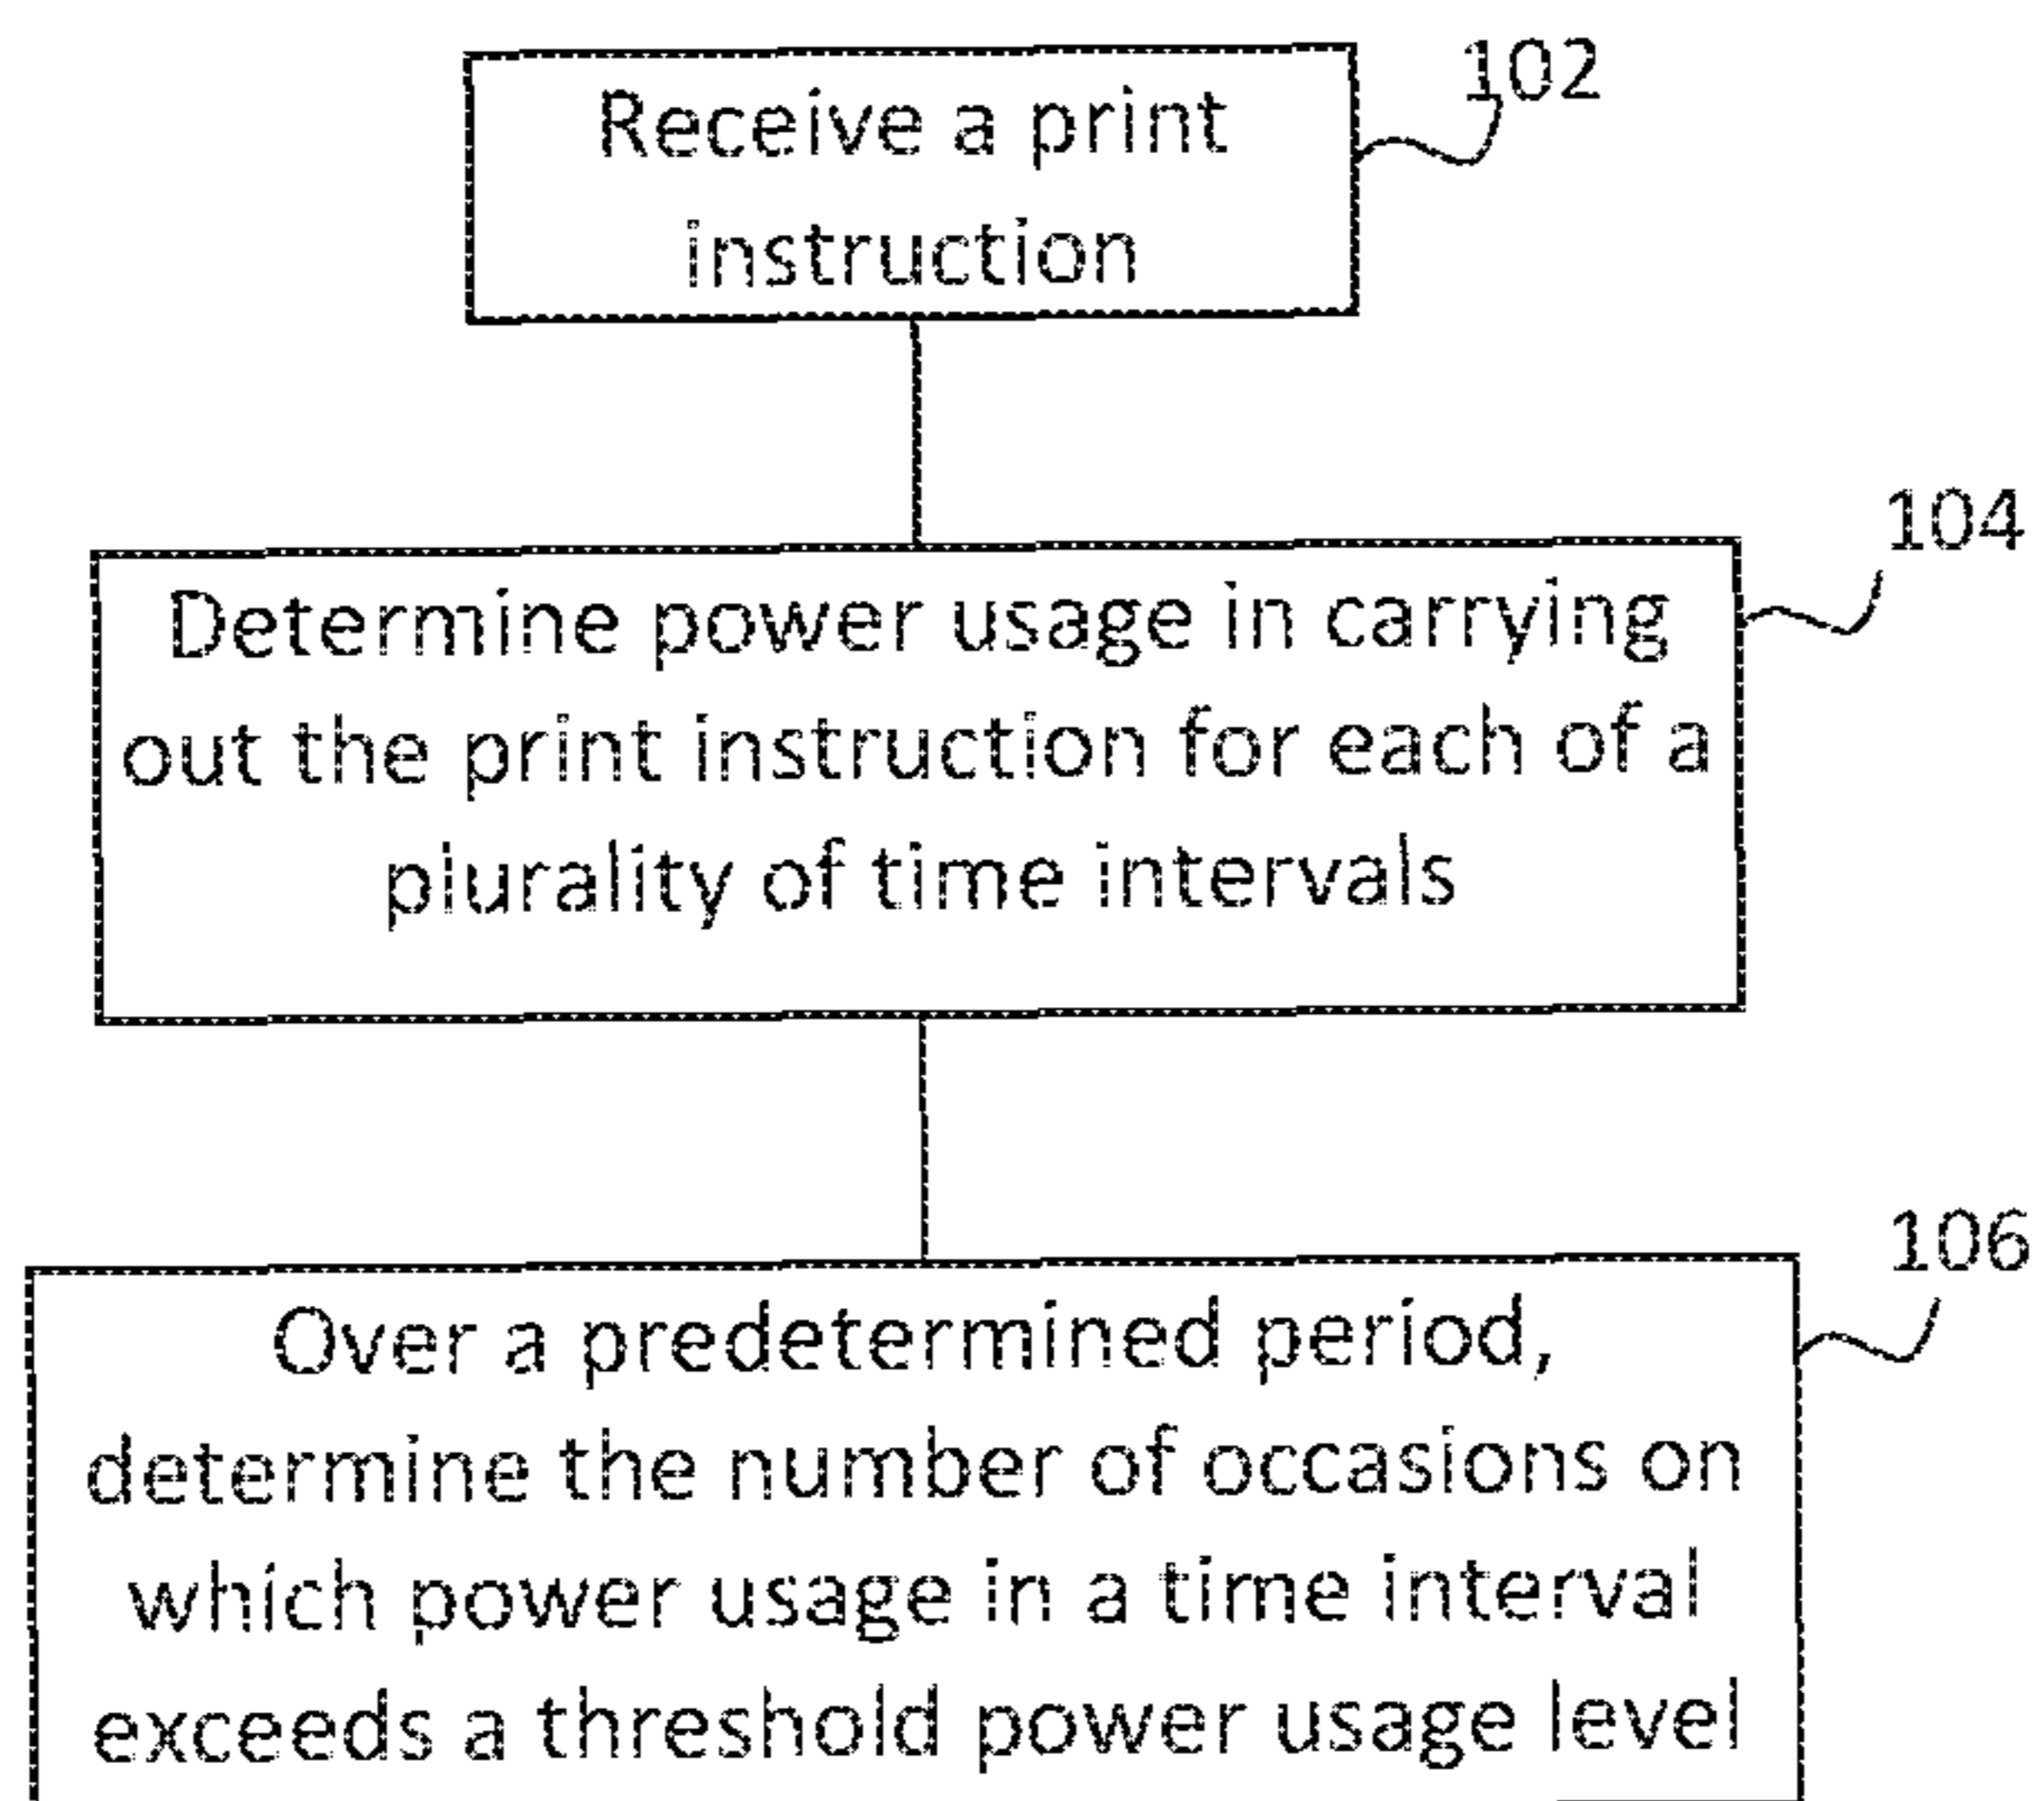 Receive a print
instruction
102
Determine power usage in carrying
out the print instruction for each of a
plurality of time intervals
104
Over a predetermined period,
determine the number of occasions on
which power usage in a time interval
exceeds a threshold power usage level
106